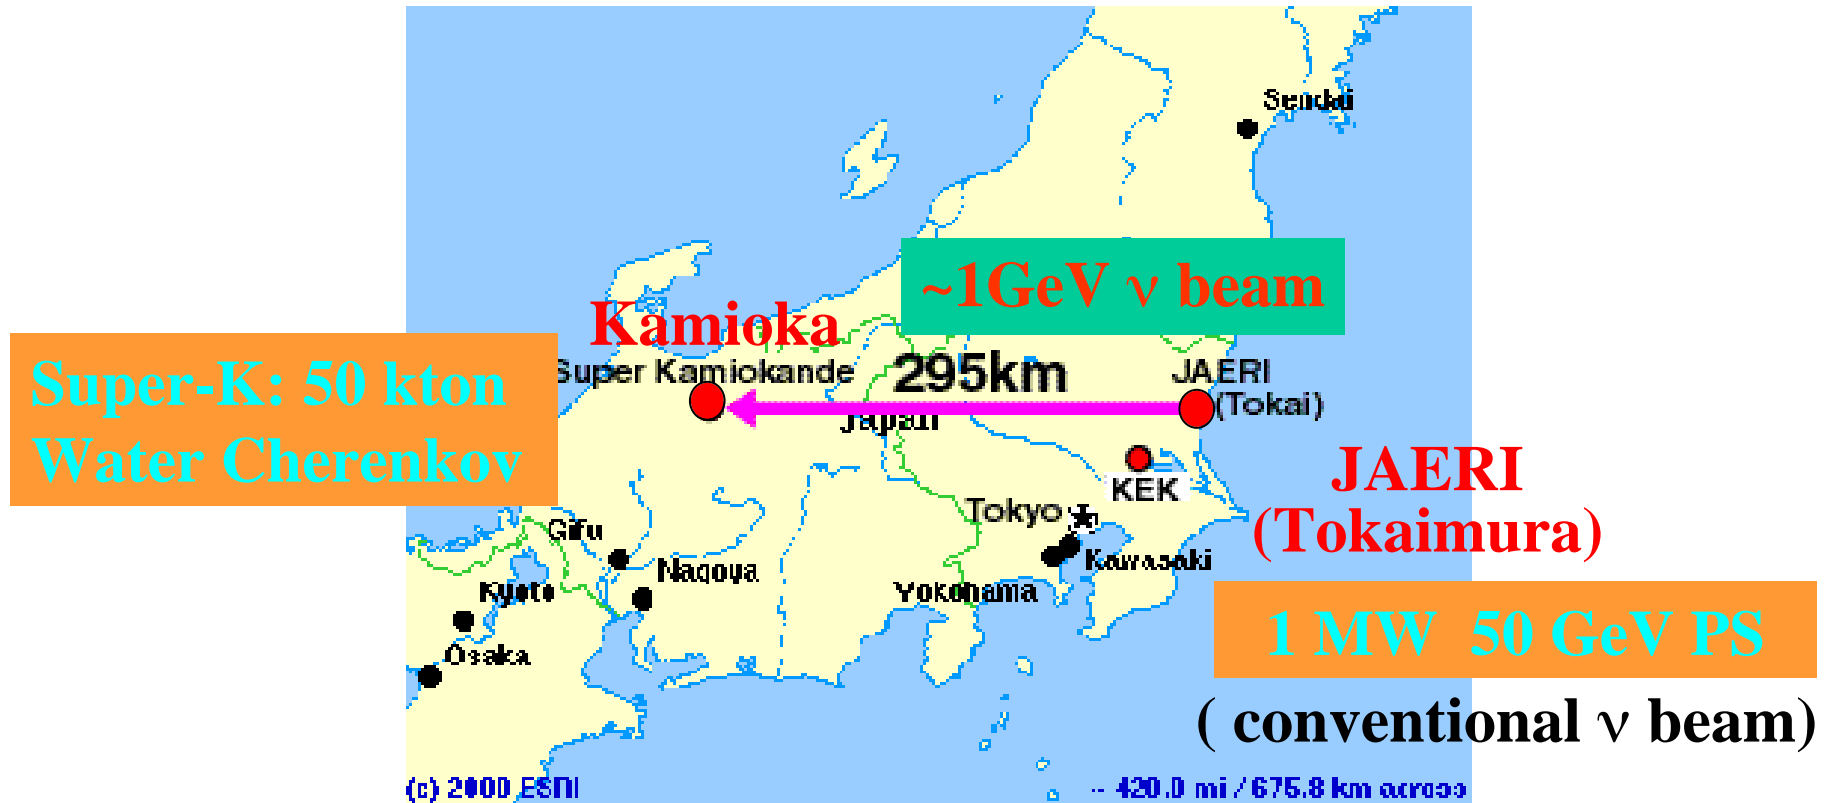 Sendai
~1GeV ν beam
Kamioka
Super Kamiokande
295km
JAERI
(Tokai)
Super-K: 50 kton
Water Cherenkov
Japan
KEK
JAERI
(Tokaimura)
Tokyo
Gifu
Kawasaki
Nagoya
Kyoto
Yokohama
1 MW 50 GeV PS
Osaka
( conventional ν beam)
(c) 2000 ESRI
-- 420.0 mi / 675.8 km across